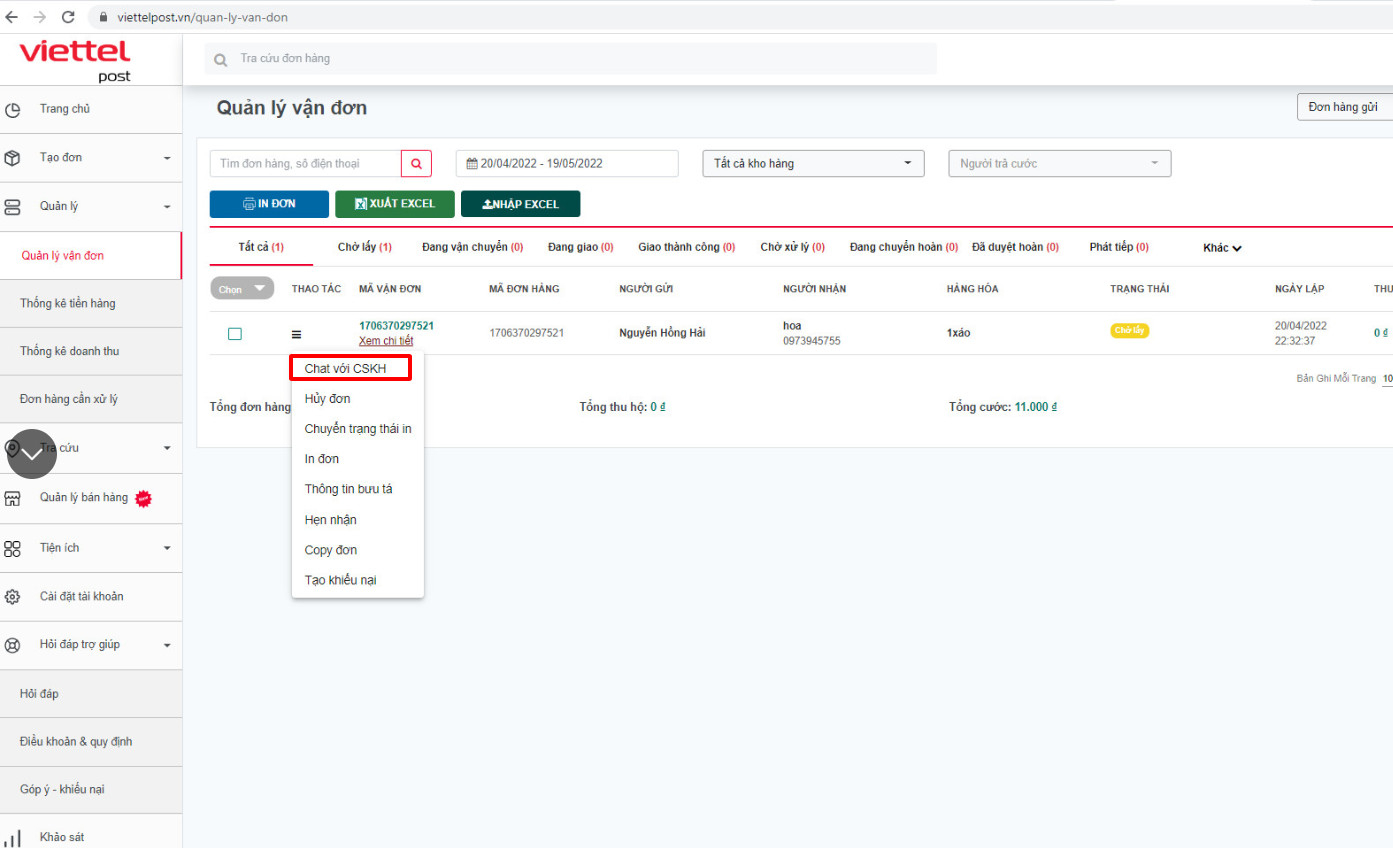 viettelpost.vn/quan-ly-van-don
viettel
post
Tra cứu đơn hàng
Trang chủ
Tạo đơn
Quản lý
Quản lý vận đơn
Thống kê tiền hàng
Thống kê doanh thu
Đơn hàng cần xử lý
Tra cứu
Quản lý bán hàng
Tiện ích
Cài đặt tài khoản
Hỏi đáp trợ giúp
Hỏi đáp
Điều khoản & quy định
Góp ý - khiếu nại
Khảo sát
Quản lý vận đơn
Đơn hàng gửi
Tìm đơn hàng, số điện thoại
20/04/2022 - 19/05/2022
Tất cả kho hàng
Người trả cước
IN ĐƠN
XUẤT EXCEL
NHẬP EXCEL
Tất cả (1) Chờ lấy (1) Đang vận chuyển (0) Đang giao (0) Giao thành công (0) Chờ xử lý (0) Đang chuyển hoàn (0) Đã duyệt hoàn (0) Phát tiếp (0) Khác
Chọn THAO TÁC MÃ VẬN ĐƠN MÃ ĐƠN HÀNG NGƯỜI GỬI NGƯỜI NHẬN HÀNG HÓA TRẠNG THÁI NGÀY LẬP THU
1706370297521
Xem chi tiết
1706370297521
Nguyễn Hồng Hải
hoa
0973945755
1xáo
Chờ lấy
20/04/2022
22:32:37
0 ₫
Bản Ghi Mỗi Trang 10
Tổng đơn hàng
Tổng thu hộ: 0 ₫
Tổng cước: 11.000 ₫
Chat với CSKH
Hủy đơn
Chuyển trạng thái in
In đơn
Thông tin bưu tá
Hẹn nhận
Copy đơn
Tạo khiếu nại